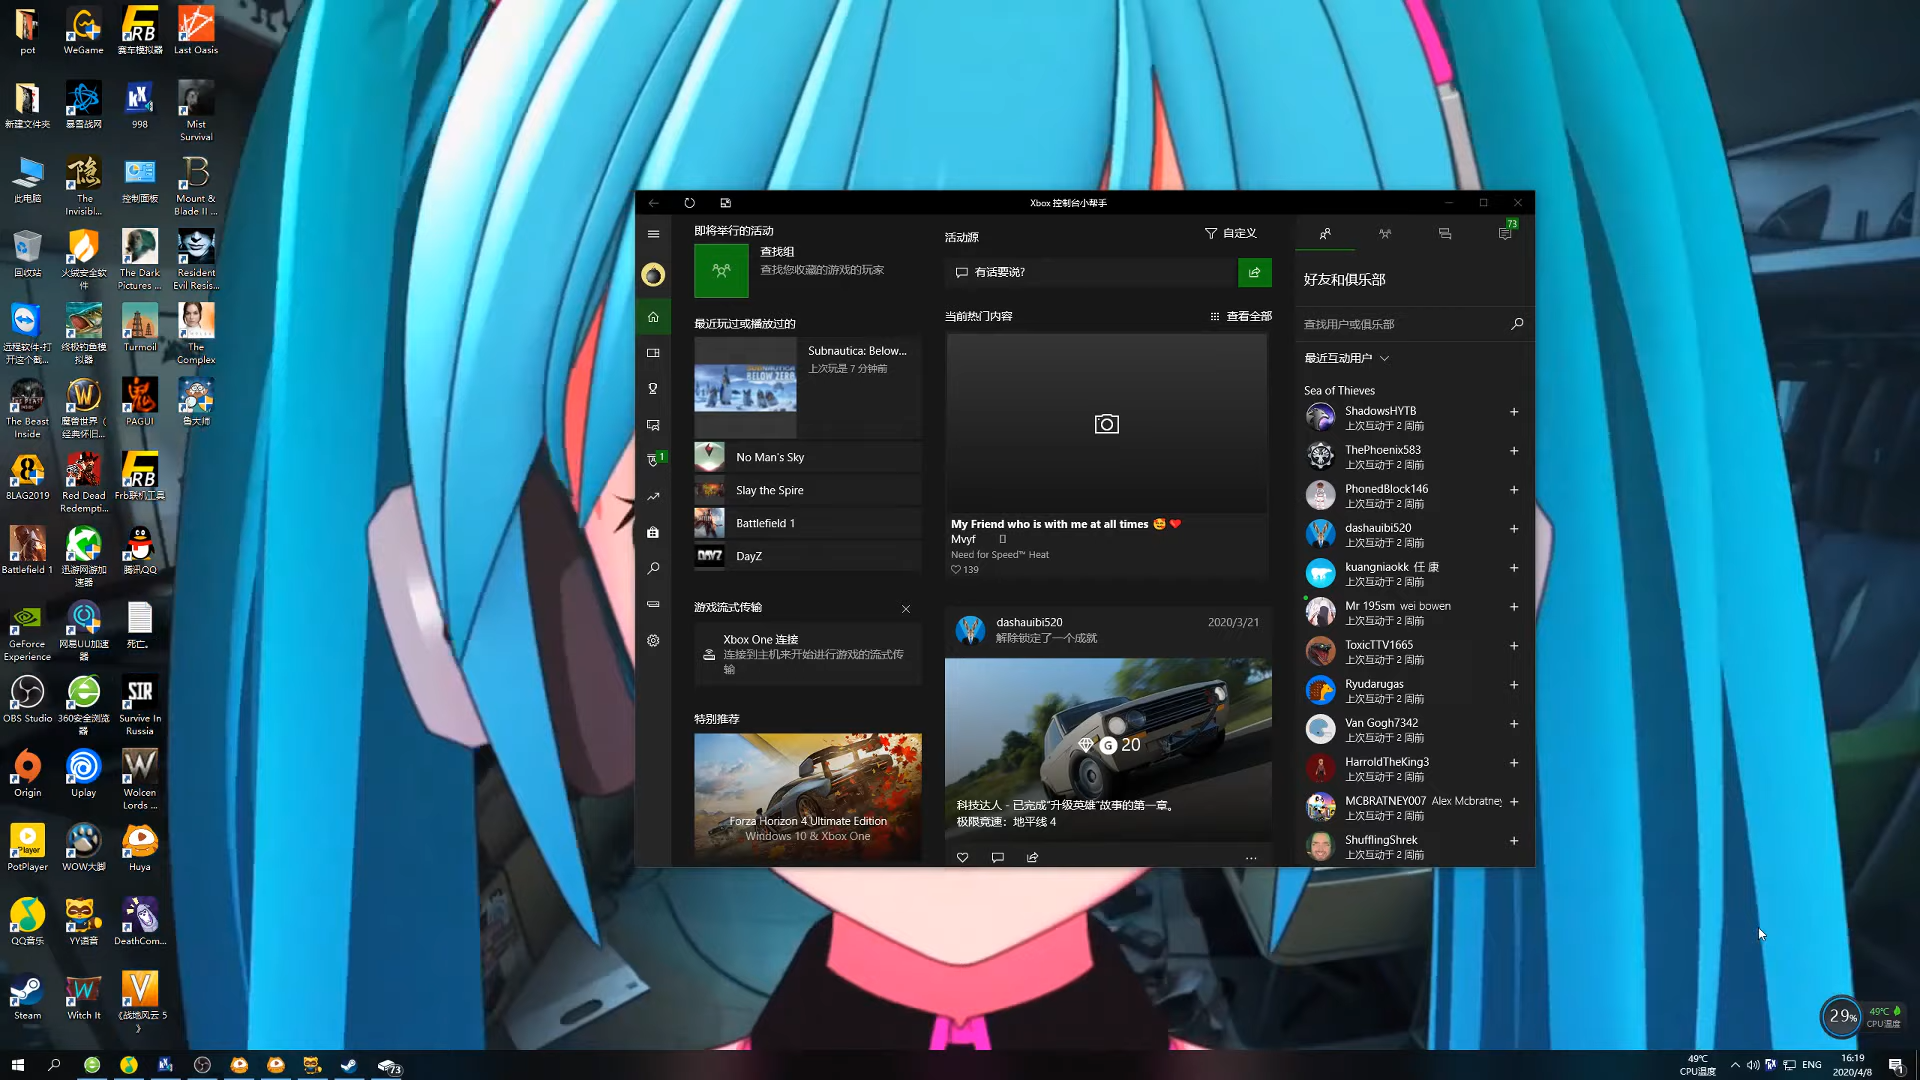 pot
WeGame
赛车模拟器
Last Oasis
新建文件夹
暴雪战网
998
Mist
Survival
此电脑
The
Invisibl...
控制面板
Mount &
Blade II ...
回收站
火绒安全软
件
The Dark
Pictures ...
Resident
Evil Resis...
远程软件-打
开这个截...
终极钓鱼模
拟器
Turmoil
The
Complex
The Beast
Inside
魔兽世界（
经典怀旧...
PAGUI
鲁大师
8LAG2019
Red Dead
Redempti...
Frb联机工具
Battlefield 1
迅游网游加
速器
腾讯QQ
GeForce
Experience
网易UU加速
器
死亡。
OBS Studio
360安全浏览
器
Survive In
Russia
Origin
Uplay
Wolcen
Lords ...
PotPlayer
WOW大脚
Huya
QQ音乐
YY语音
DeathCom...
Steam
Witch It
《战地风云 5
》
Xbox 控制台小帮手
即将举行的活动
查找组
查找您收藏的游戏的玩家
最近玩过或播放过的
Subnautica: Below...
上次玩是 7 分钟前
SUBNAUTICA
BELOW ZERO
No Man's Sky
Slay the Spire
Battlefield 1
DAYZ
DayZ
1
游戏流式传输
Xbox One 连接
连接到主机来开始进行游戏的流式传
输
特别推荐
Forza Horizon 4 Ultimate Edition
Windows 10 & Xbox One
活动源
自定义
有话要说?
当前热门内容
查看全部
My Friend who is with me at all times 🥰 ❤
Mvyf
Need for Speed™ Heat
139
dashauibi520
2020/3/21
解除锁定了一个成就
G 20
科技达人 - 已完成“升级英雄”故事的第一章。
极限竞速：地平线 4
73
好友和俱乐部
查找用户或俱乐部
最近互动用户
Sea of Thieves
ShadowsHYTB
上次互动于 2 周前
ThePhoenix583
上次互动于 2 周前
PhonedBlock146
上次互动于 2 周前
dashauibi520
上次互动于 2 周前
kuangniaokk 任 康
上次互动于 2 周前
Mr 195sm wei bowen
上次互动于 2 周前
ToxicTTV1665
上次互动于 2 周前
Ryudarugas
上次互动于 2 周前
Van Gogh7342
上次互动于 2 周前
HarroldTheKing3
上次互动于 2 周前
MCBRATNEY007 Alex Mcbratney
上次互动于 2 周前
ShufflingShrek
上次互动于 2 周前
29%
49℃
CPU温度
73
49℃
CPU温度
ENG
16:19
2020/4/8
1